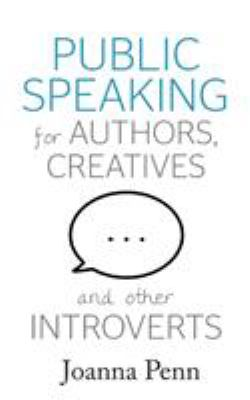 PUBLIC
SPEAKING
for AUTHORS,
CREATIVES
...
and other
INTROVERTS
Joanna Penn